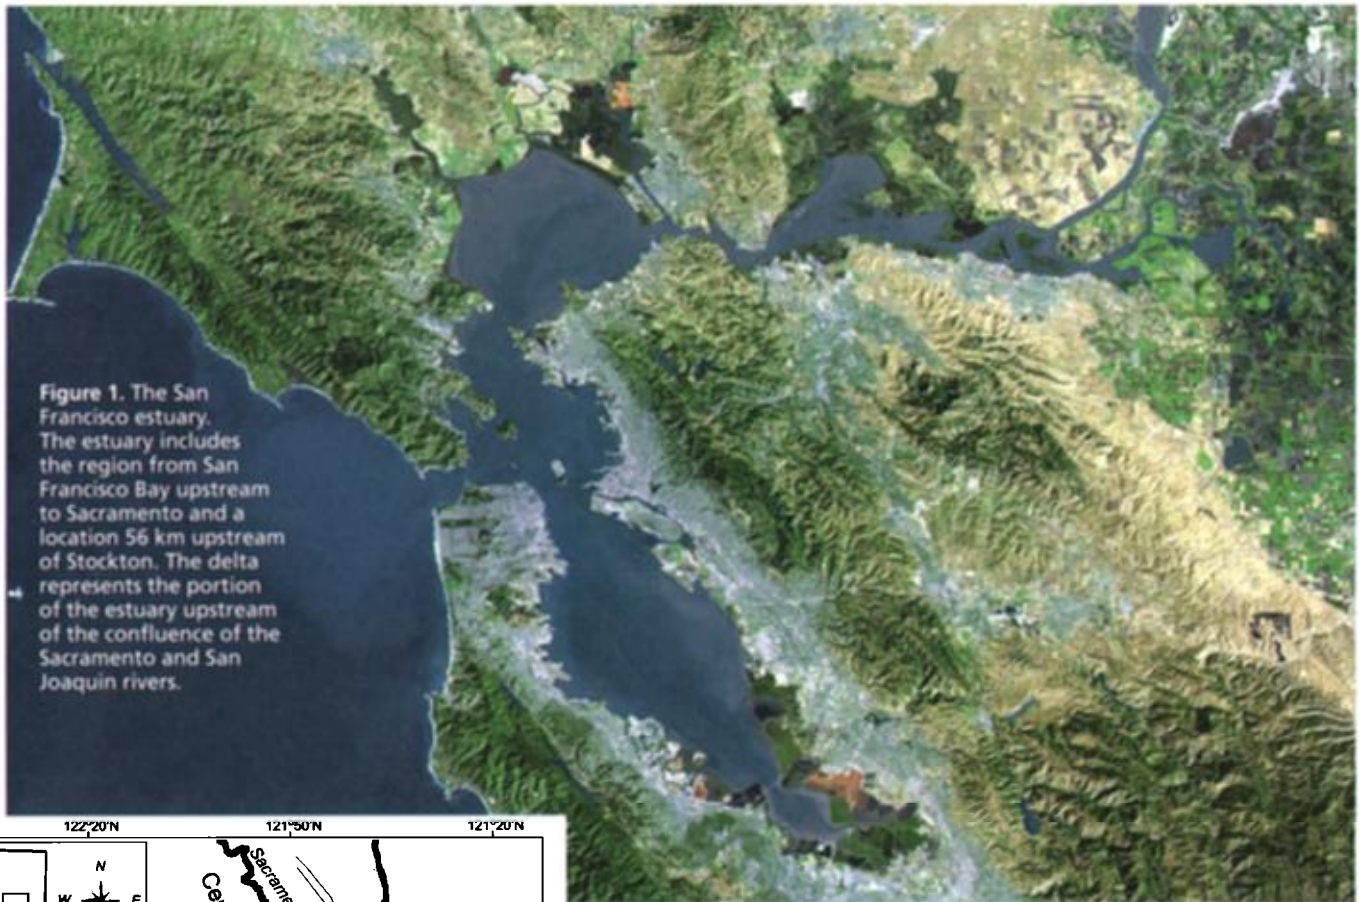 Figure 1. The San
Francisco estuary.
The estuary includes
the region from San
Francisco Bay upstream
to Sacramento and a
location 56 km upstream
of Stockton. The delta
represents the portion
of the estuary upstream
of the confluence of the
Sacramento and San
Joaquin rivers.
122°20'N 121°50'N 121°20'N
N
W E
Sacrame
Ce